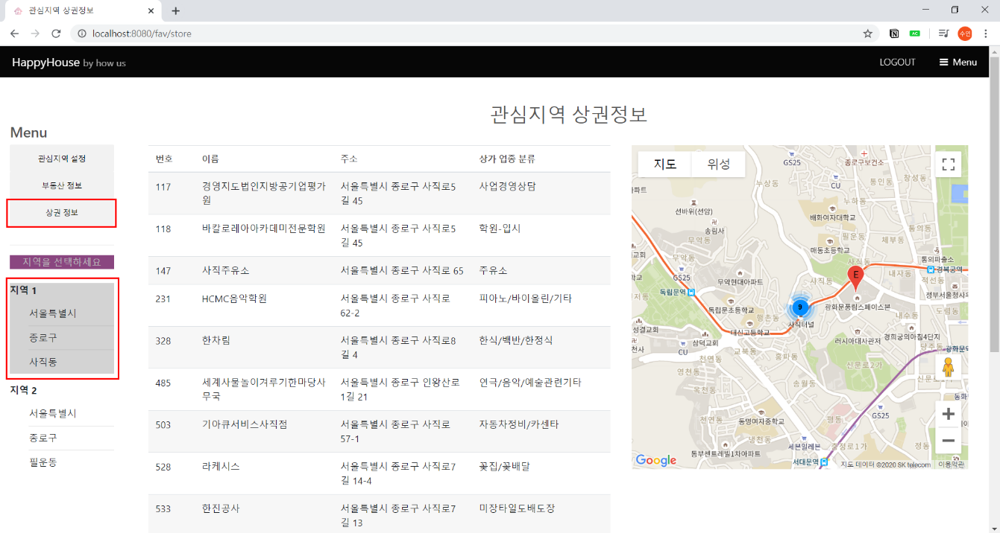 관심지역 상권정보
localhost:8080/fav/store
수인
HappyHouse by how us
LOGOUT
Menu
관심지역 상권정보
Menu
관심지역 설정
부동산 정보
상권 정보
지역을 선택하세요
지역 1
서울특별시
종로구
사직동
지역 2
서울특별시
종로구
필운동
번호 이름 주소 상가 업종 분류
117 경영지도법인지방공기업평가 서울특별시 종로구 사직로5 사업경영상담
원 길 45
118 바칼로레아아카데미전문학원 서울특별시 종로구 사직로5 학원-입시
길 45
147 사직주유소 서울특별시 종로구 사직로 65 주유소
231 HCMC음악학원 서울특별시 종로구 사직로 피아노/바이올린/기타
62-2
328 한차림 서울특별시 종로구 사직로8 한식/백반/한정식
길 4
485 세계사물놀이겨루기한마당사 서울특별시 종로구 인왕산로 연극/음악/예술관련기타
무국 1길 21
503 기아큐서비스사직점 서울특별시 종로구 사직로 자동차정비/카센타
57-1
528 라케시스 서울특별시 종로구 사직로7 꽃집/꽃배달
길 14-4
533 한진공사 서울특별시 종로구 사직로7 미장타일도배도장
길 13
지도 위성
GS25
종로구보건소
CU
누상동
통인동
창성동
아파트
누하동
선바위(선암)
배화여자대학교
통의동
송림사
무악동
필운동
체부동
매동초등학교
교회
통의파출소
사직동
경복궁역
E
GS25
무악현대아파트
사직동
내자동
적선동
학교
독립문역
정부서울청사
광화문풍림스페이스본
독립문초등학교
행촌동
9
도렴동
사직터널
내수동
성결교회
대신고등학교
경희궁의아침4단지
러시아대사관저
당주동
천사
삼덕교회
CU
교북동
홍파동
광화문역
천연동
신문로2가
영천동
송월동
옥천동
동명여자중학교
평동
GS25
천연동
냉천동
세븐일레븐
충정로1가
정동
동부센트레빌1차아파트
서대문역
Google
지도 데이터 ©2020 SK telecom 이용약관